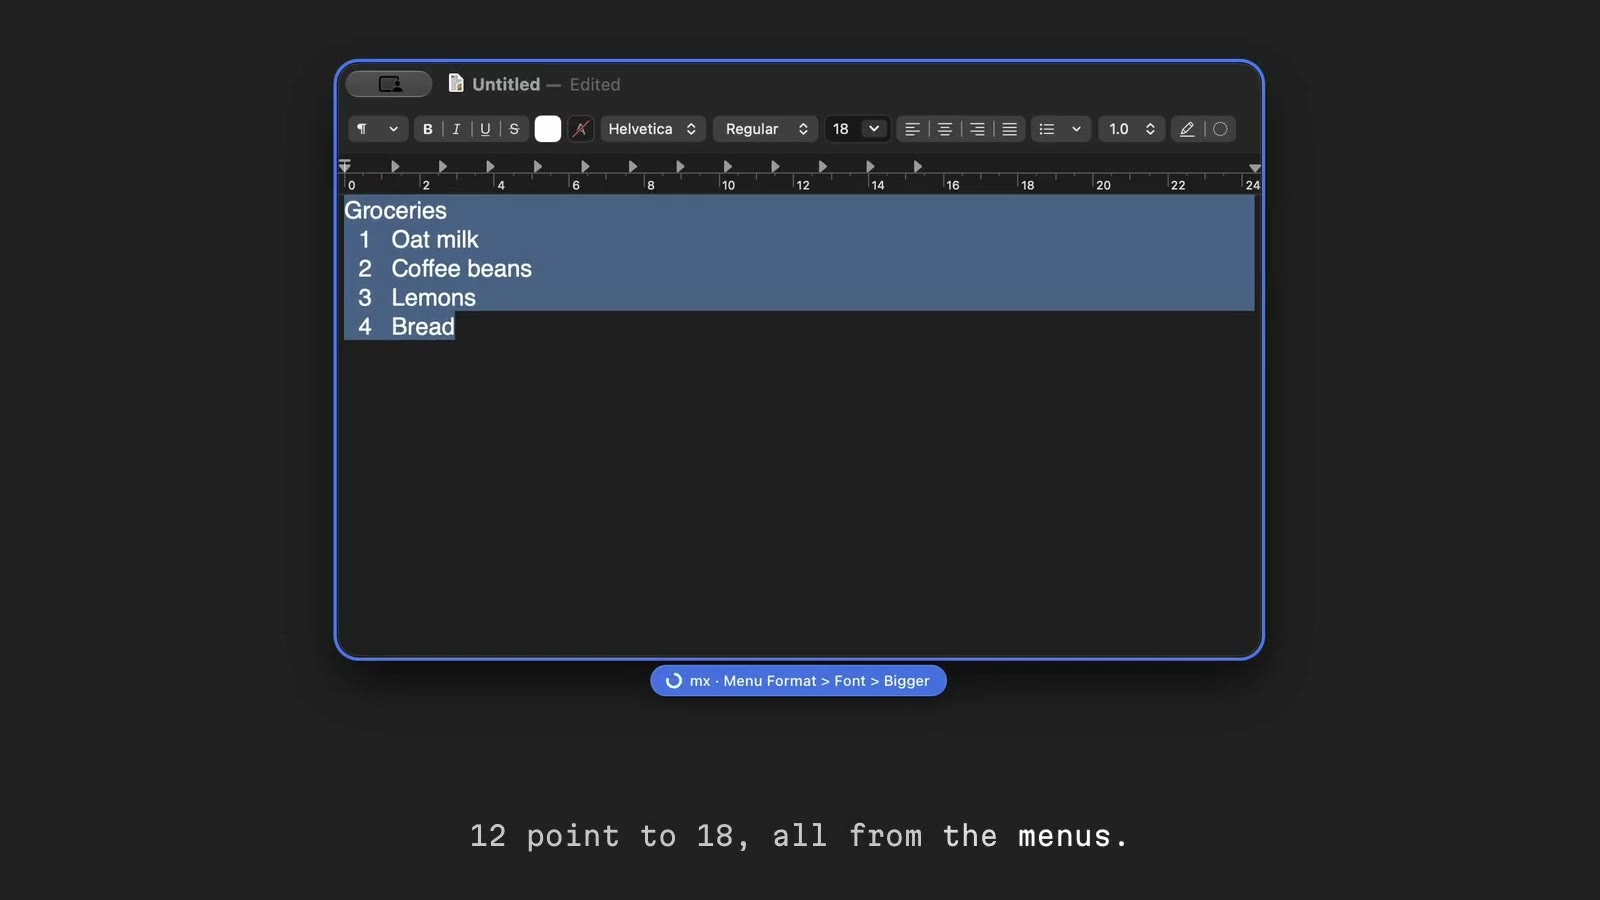 Untitled — Edited
¶ B I U S A Helvetica Regular 18 1.0
0 2 4 6 8 10 12 14 16 18 20 22 24
Groceries
1 Oat milk
2 Coffee beans
3 Lemons
4 Bread
mx · Menu Format > Font > Bigger
12 point to 18, all from the menus.